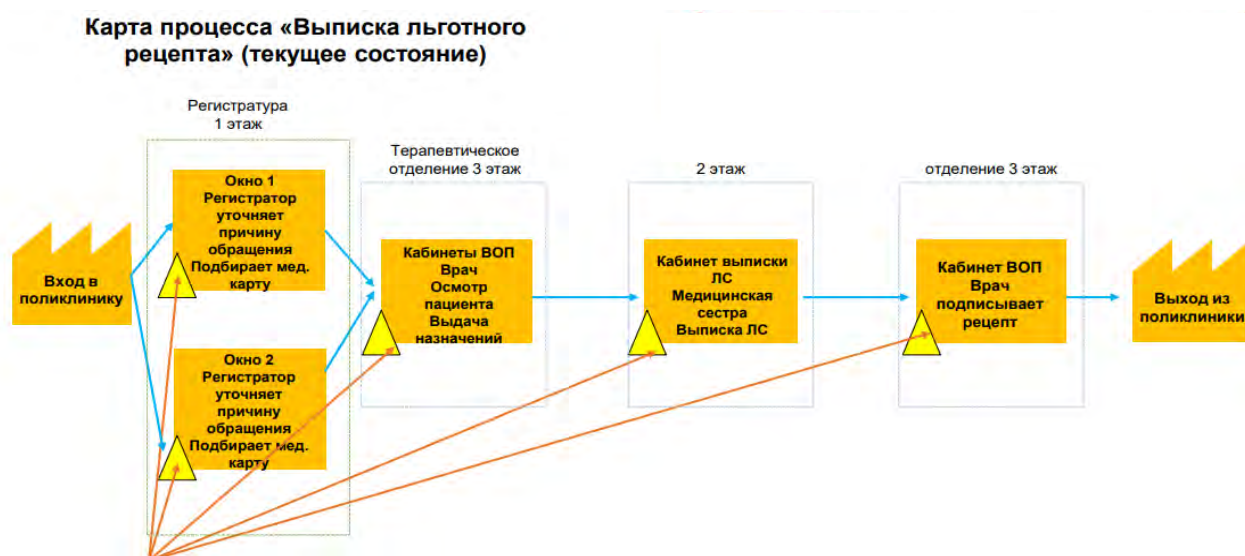 Карта процесса «Выписка льготного
рецепта» (текущее состояние)
Регистратура
1 этаж
Терапевтическое
отделение 3 этаж
2 этаж
отделение 3 этаж
Вход в
поликлинику
Окно 1
Регистратор
уточняет
причину
обращения
Подбирает мед.
карту
Окно 2
Регистратор
уточняет
причину
обращения
Подбирает мед.
карту
Кабинеты ВОП
Врач
Осмотр
пациента
Выдача
назначений
Кабинет выписки
ЛС
Медицинская
сестра
Выписка ЛС
Кабинет ВОП
Врач
подписывает
рецепт
Выход из
поликлиники